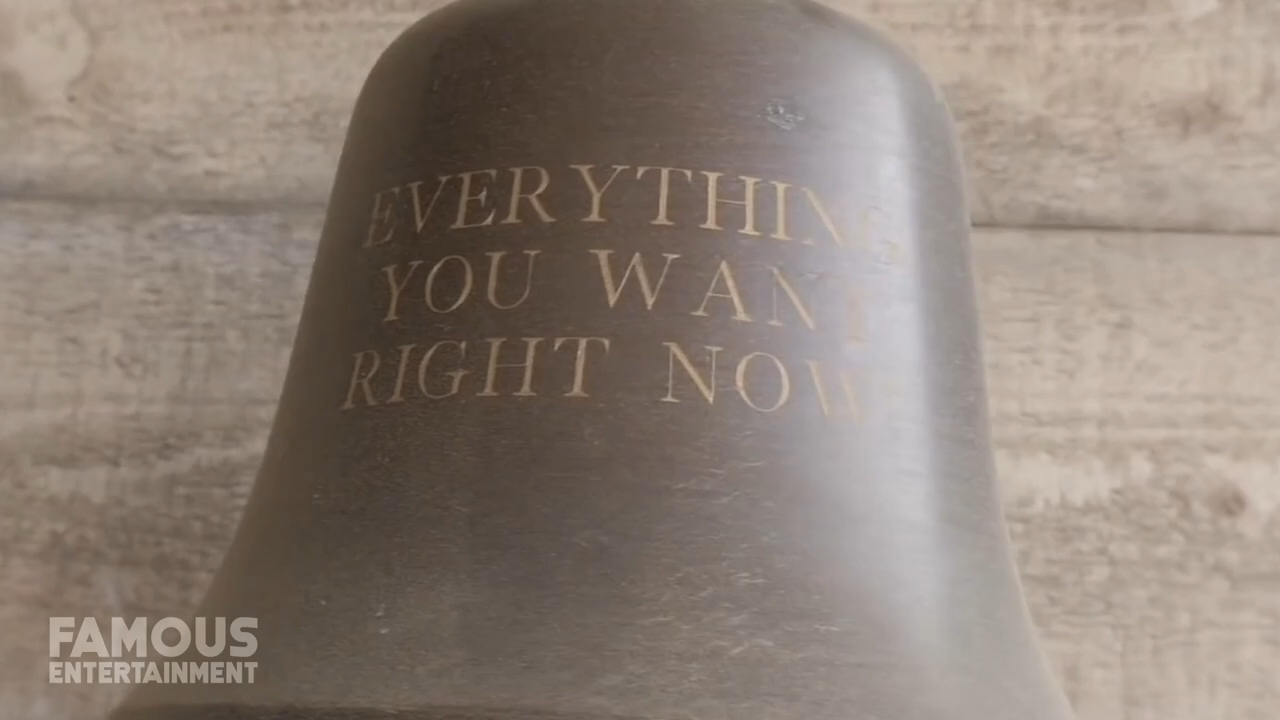 EVERYTHING
YOU WANT
RIGHT NOW
FAMOUS
ENTERTAINMENT